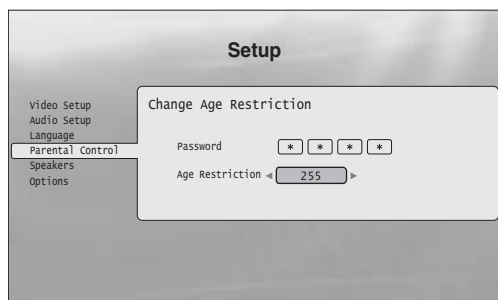 Setup
Video Setup
Audio Setup
Language
Parental Control
Speakers
Options
Change Age Restriction
Password * * * *
Age Restriction ◀ 255 ▶